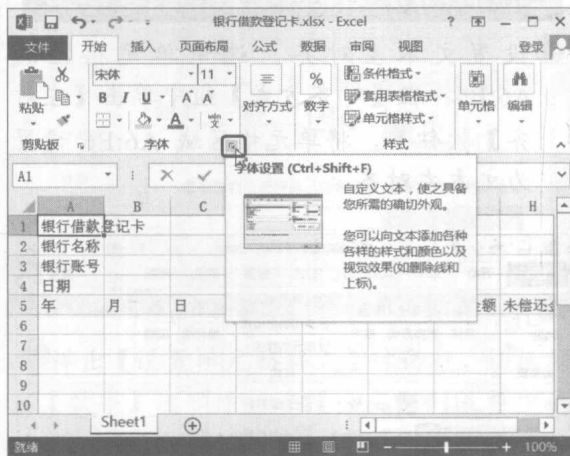 银行借款登记卡.xlsx - Excel
文件 开始 插入 页面布局 公式 数据 审阅 视图 登录
粘贴
宋体 11
B I U A A
A 文
对齐方式
%
数字
条件格式
套用表格格式
单元格样式
单元格
编辑
剪贴板 字体 样式
A1
字体设置 (Ctrl+Shift+F)
自定义文本，使之具备
您所需的确切外观。
您可以向文本添加各种
各样的样式和颜色以及
视觉效果(如删除线和
上标)。
A B C H
1 银行借款登记卡
2 银行名称
3 银行账号
4 日期
5 年 月 日 金额 未偿还金
6
7
8
9
10
Sheet1
就绪 100%